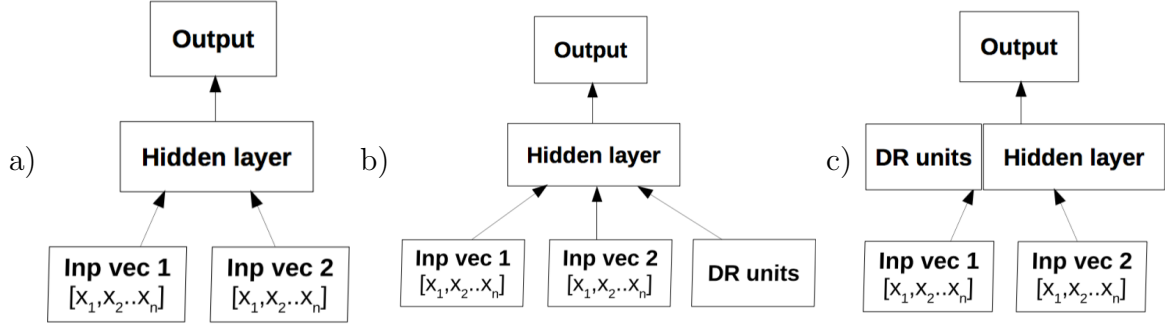 a)
Output
Hidden layer
Inp vec 1
[x1,x2..xn]
Inp vec 2
[x1,x2..xn]
b)
Output
Hidden layer
Inp vec 1
[x1,x2..xn]
Inp vec 2
[x1,x2..xn]
DR units
c)
Output
DR units
Hidden layer
Inp vec 1
[x1,x2..xn]
Inp vec 2
[x1,x2..xn]